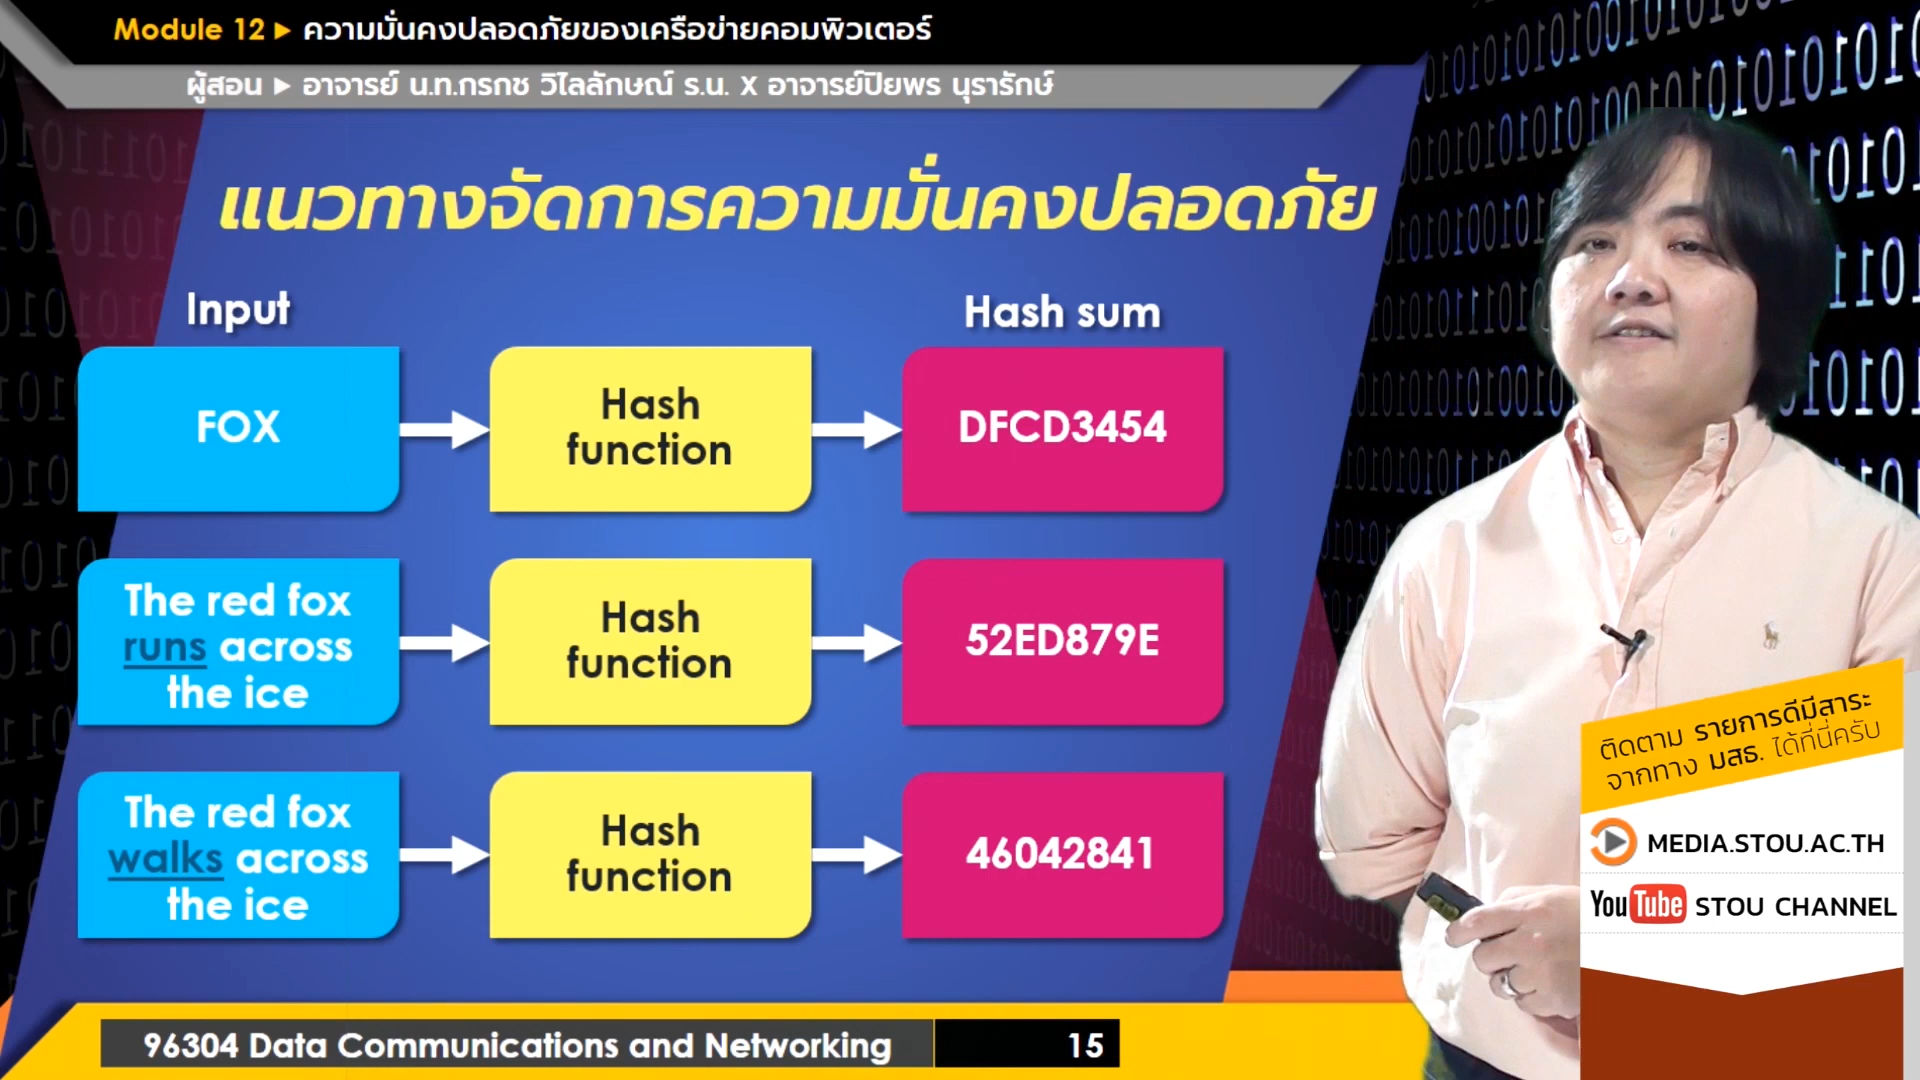 Module 12 ▸ ความมั่นคงปลอดภัยของเครือข่ายคอมพิวเตอร์
ผู้สอน ▸ อาจารย์ น.ท.กรกช วิไลลักษณ์ ร.น. X อาจารย์ปิยพร นุรารักษ์
แนวทางจัดการความมั่นคงปลอดภัย
Input
Hash sum
FOX
Hash
function
DFCD3454
The red fox
runs across
the ice
Hash
function
52ED879E
The red fox
walks across
the ice
Hash
function
46042841
ติดตาม รายการดีมีสาระ
จากทาง มสธ. ได้ที่นี่ครับ
MEDIA.STOU.AC.TH
YouTube STOU CHANNEL
96304 Data Communications and Networking
15